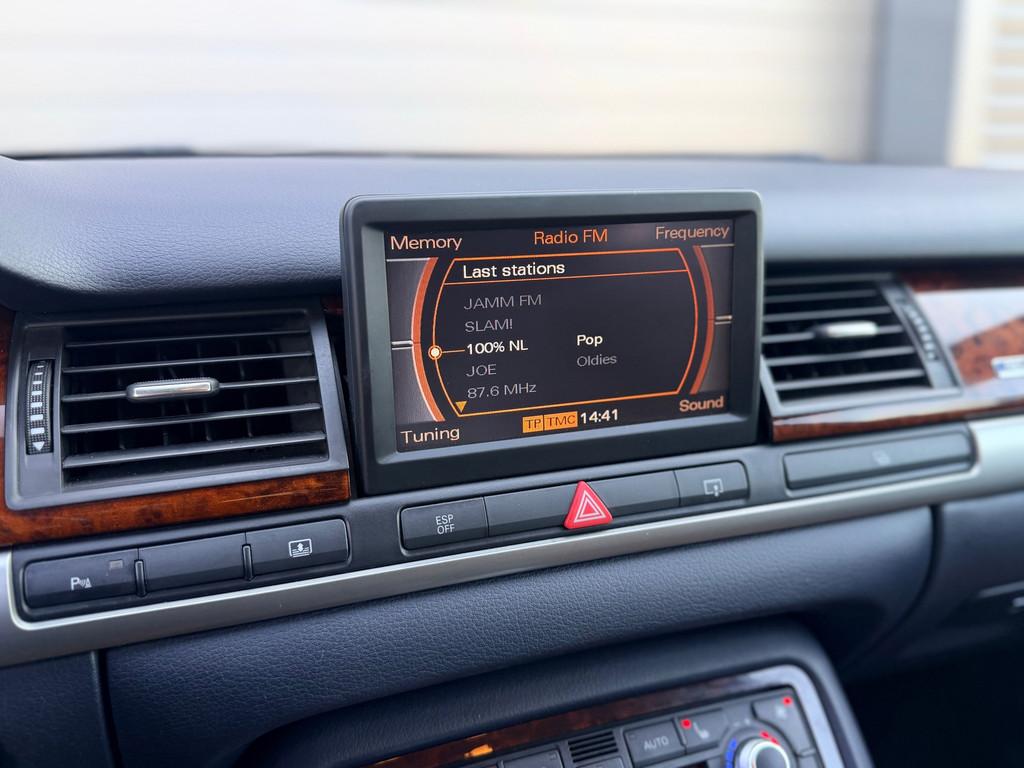 Memory Radio FM Frequency
Last stations
JAMM FM
SLAM!
100% NL Pop
JOE Oldies
87.6 MHz
Tuning TP TMC 14:41 Sound
ESP
OFF
P
AUTO